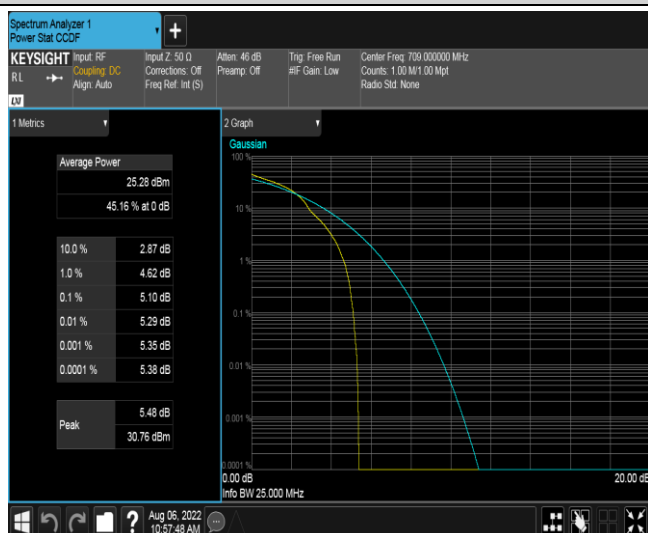 Spectrum Analyzer 1
Power Stat CCDF
KEYSIGHT
Input: RF
Coupling: DC
Align: Auto
Input Z: 50 Ω
Corrections: Off
Freq Ref: Int (S)
Atten: 46 dB
Preamp: Off
Trig: Free Run
#IF Gain: Low
Center Freq: 709.000000 MHz
Counts: 1.00 M/1.00 Mpt
Radio Std: None
R L
LXI
1 Metrics
Average Power
25.28 dBm
45.16 % at 0 dB
10.0 % 2.87 dB
1.0 % 4.62 dB
0.1 % 5.10 dB
0.01 % 5.29 dB
0.001 % 5.35 dB
0.0001 % 5.38 dB
Peak
5.48 dB
30.76 dBm
2 Graph
Gaussian
100 %
10 %
1 %
0.1 %
0.01 %
0.001 %
0.0001 %
0.00 dB
20.00 dB
Info BW 25.000 MHz
Aug 06, 2022
10:57:48 AM